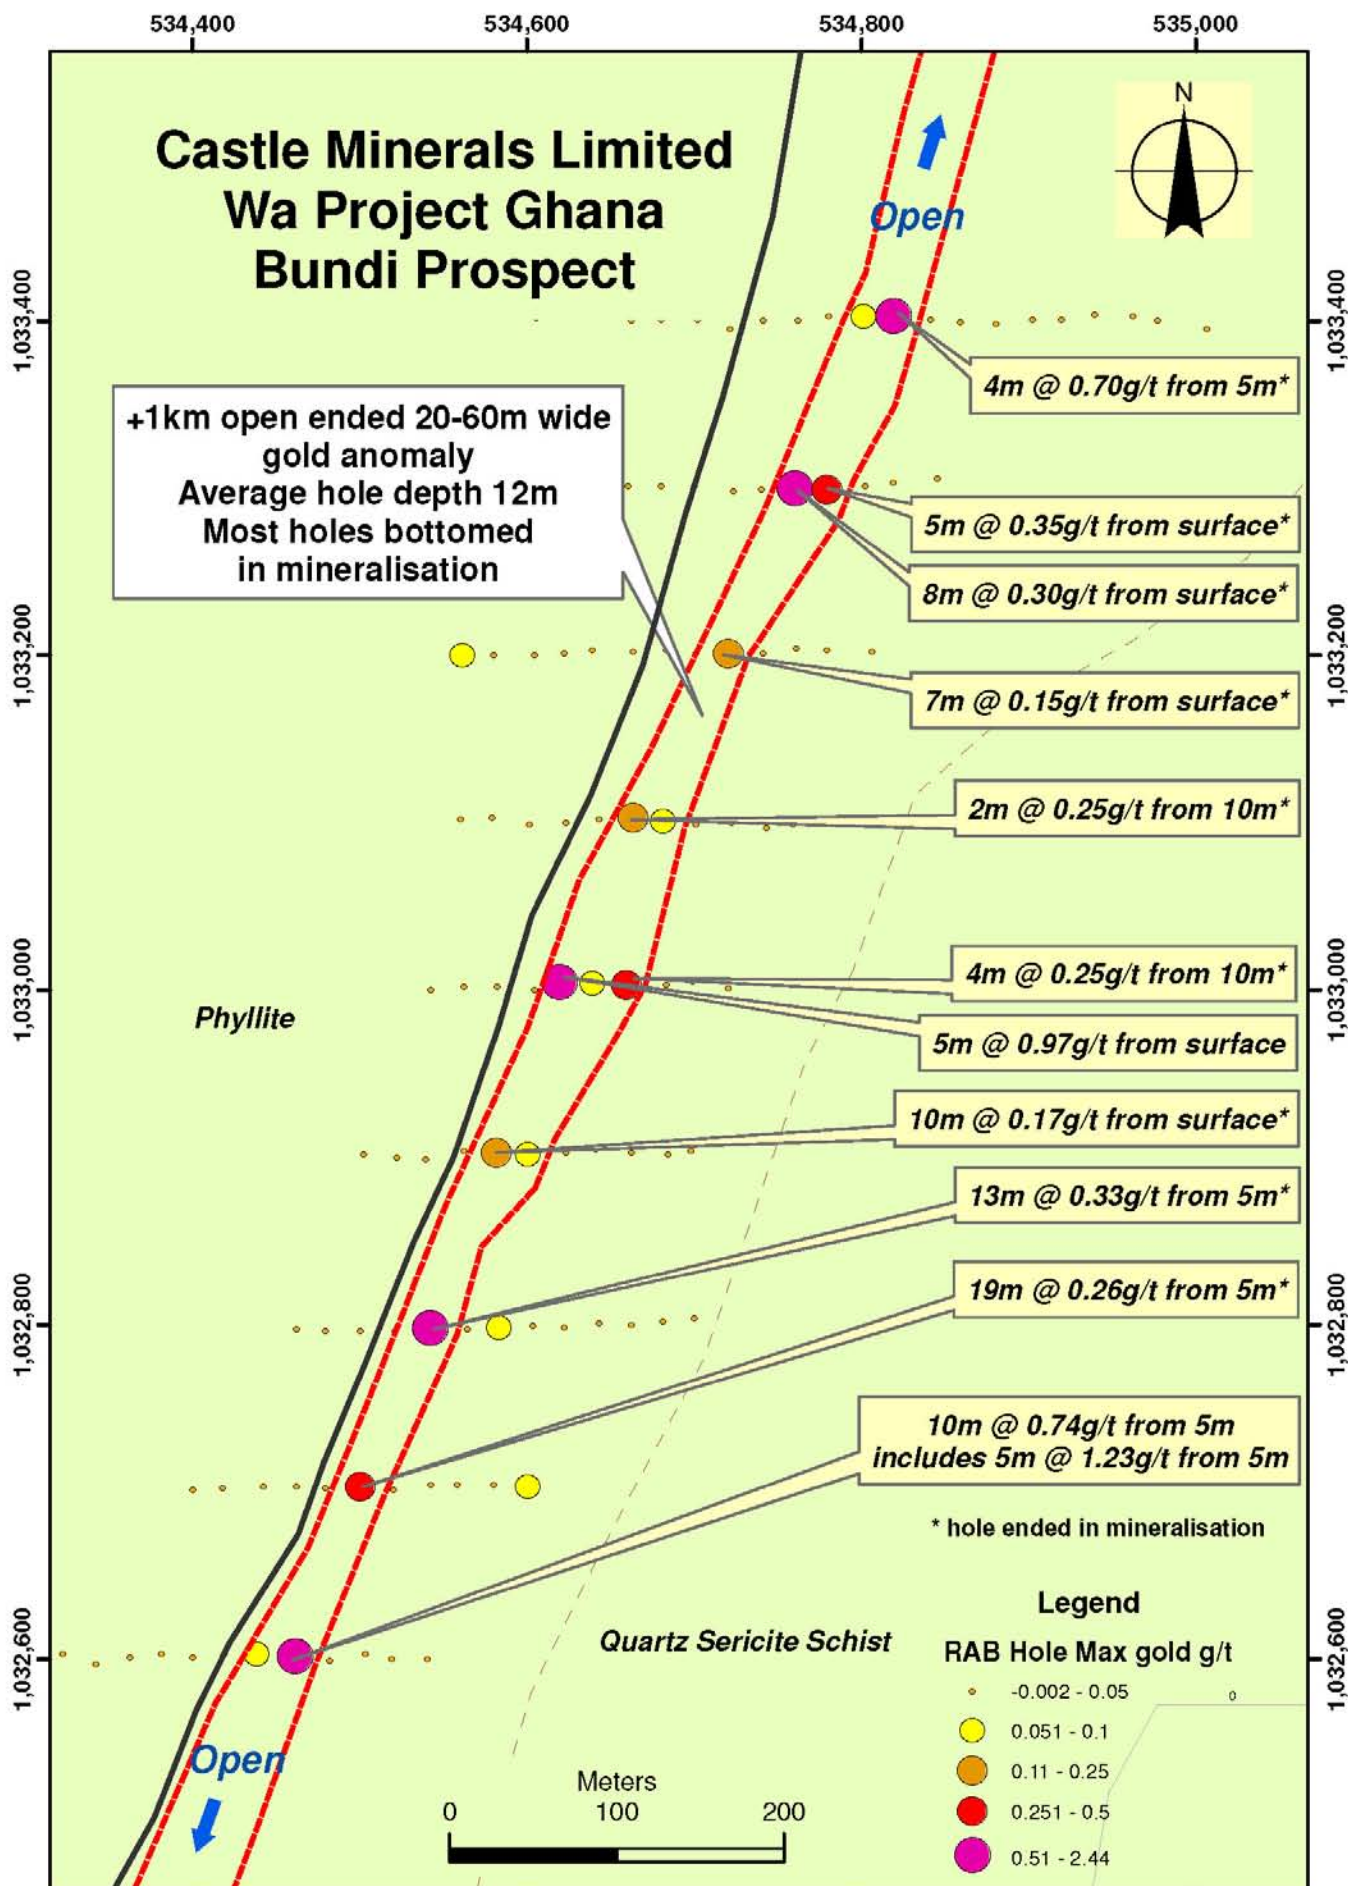 534,400
534,600
534,800
535,000
Castle Minerals Limited
Wa Project Ghana
Bundi Prospect
N
Open
1,033,400
1,033,400
4m @ 0.70g/t from 5m*
+1km open ended 20-60m wide
gold anomaly
Average hole depth 12m
Most holes bottomed
in mineralisation
5m @ 0.35g/t from surface*
8m @ 0.30g/t from surface*
1,033,200
1,033,200
7m @ 0.15g/t from surface*
2m @ 0.25g/t from 10m*
4m @ 0.25g/t from 10m*
1,033,000
1,033,000
Phyllite
5m @ 0.97g/t from surface
10m @ 0.17g/t from surface*
13m @ 0.33g/t from 5m*
19m @ 0.26g/t from 5m*
1,032,800
1,032,800
10m @ 0.74g/t from 5m
includes 5m @ 1.23g/t from 5m
* hole ended in mineralisation
1,032,600
1,032,600
Quartz Sericite Schist
Legend
RAB Hole Max gold g/t
-0.002 - 0.05
0
0.051 - 0.1
0.11 - 0.25
0.251 - 0.5
0.51 - 2.44
Open
Meters
0
100
200